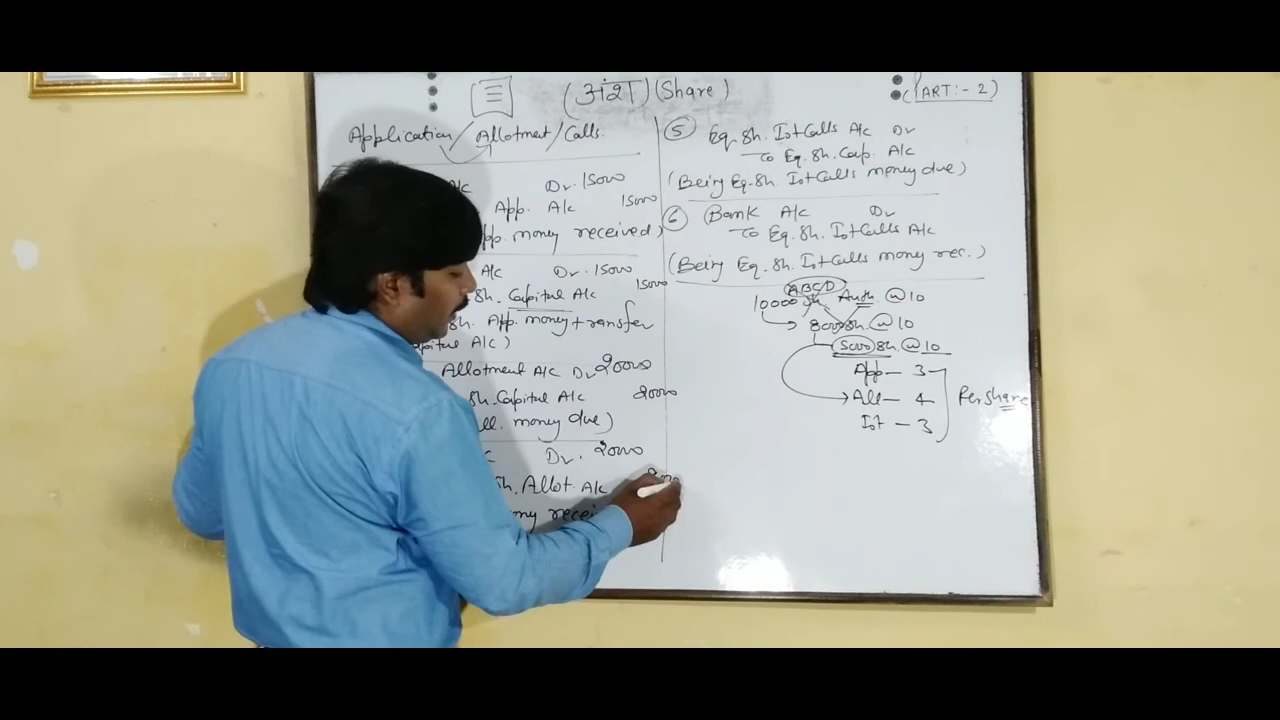 (अंश) (Share)
(PART:- 2)
Application / Allotment / Calls
A/c Dr. 15000
App. A/c 15000
App. money received)
A/c Dr. 15000
Sh. Capital A/c 15000
Sh. App. money transfer
Capital A/c)
Allotment A/c Dr 20000
Sh. Capital A/c 20000
All. money due)
Dr. 20000
Sh. Allot. A/c
money recei
⑤ Eq. Sh. Ist Calls A/c Dr
To Eq. Sh. Cap. A/c
(Being Eq. Sh. Ist Calls money due)
⑥ Bank A/c Dr
To Eq. Sh. Ist Calls A/c
(Being Eq. Sh. Ist Calls money rec.)
ABCD
10000 Sh Auth. @ 10
8000 Sh. @ 10
5000 Sh @ 10
App - 3
All - 4 Per share
Ist - 3